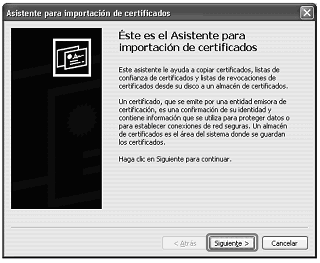 Asistente para importación de certificados
Éste es el Asistente para
importación de certificados
Este asistente le ayuda a copiar certificados, listas de
confianza de certificados y listas de revocaciones de
certificados desde su disco a un almacén de certificados.
Un certificado, que se emite por una entidad emisora de
certificación, es una confirmación de su identidad y
contiene información que se utiliza para proteger datos o
para establecer conexiones de red seguras. Un almacén
de certificados es el área del sistema donde se guardan
los certificados.
Haga clic en Siguiente para continuar.
< Atrás
Siguiente >
Cancelar